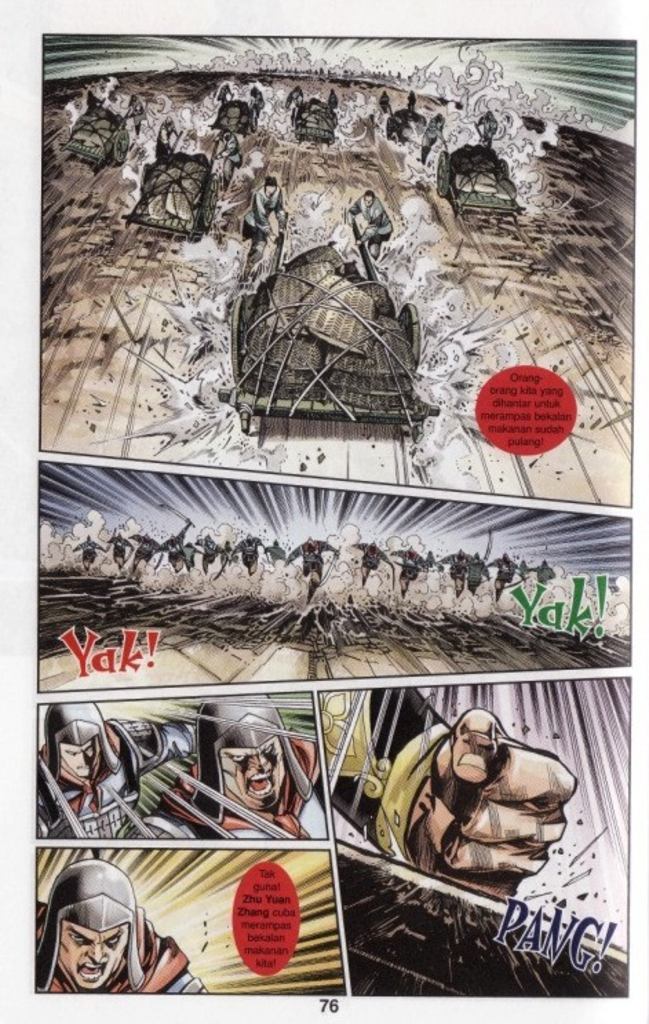 Orang-
orang kita yang
dihantar untuk
merampas bekalan
makanan sudah
pulang!
Yak!
Yak!
Tak
guna!
Zhu Yuan
Zhang cuba
merampas
bekalan
makanan
kita!
PANG!
76